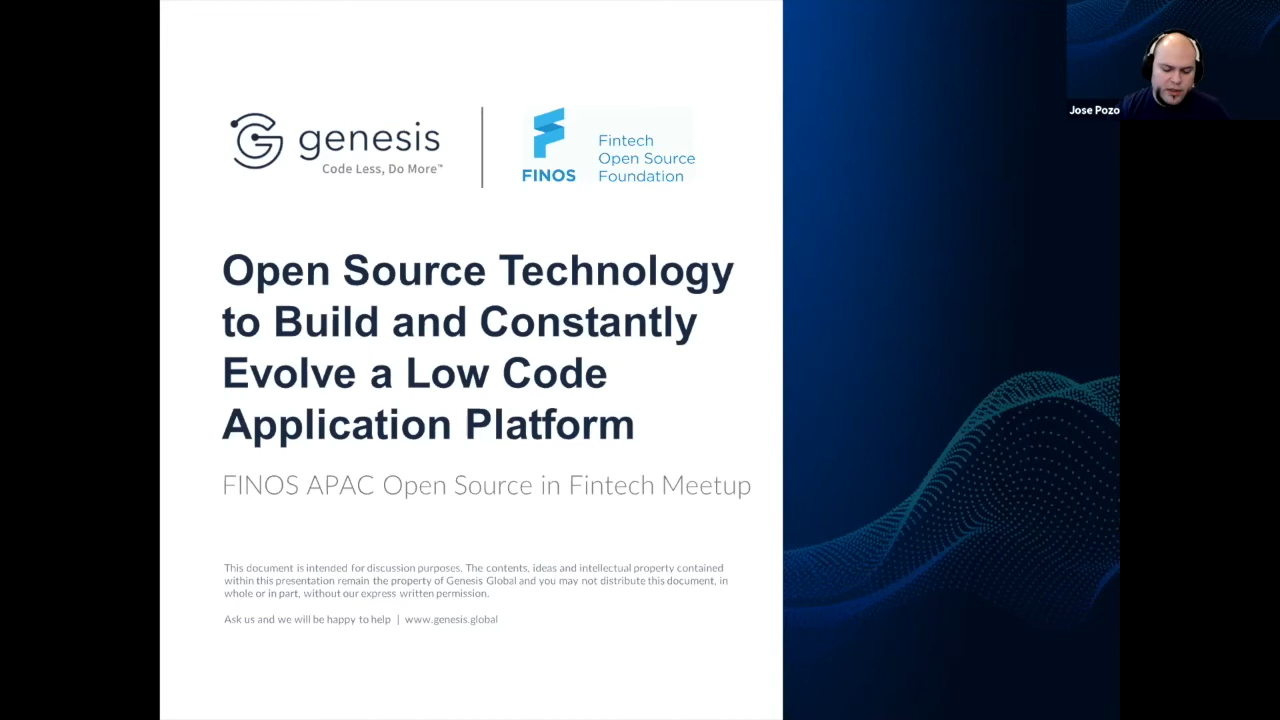 genesis
Code Less, Do More™
FINOS
Fintech
Open Source
Foundation
Jose Pozo
Open Source Technology
to Build and Constantly
Evolve a Low Code
Application Platform
FINOS APAC Open Source in Fintech Meetup
This document is intended for discussion purposes. The contents, ideas and intellectual property contained
within this presentation remain the property of Genesis Global and you may not distribute this document, in
whole or in part, without our express written permission.
Ask us and we will be happy to help | www.genesis.global